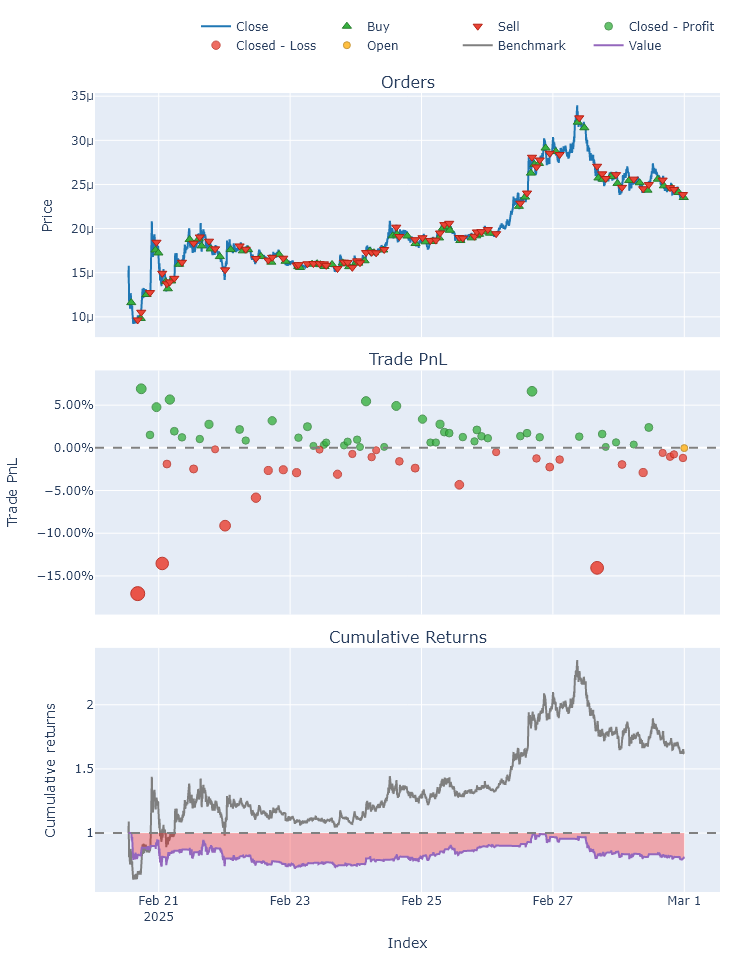 Close Buy Sell Closed - Profit
Closed - Loss Open Benchmark Value
Orders
35μ
30μ
25μ
20μ
15μ
10μ
Price
Trade PnL
5.00%
0.00%
−5.00%
−10.00%
−15.00%
Trade PnL
Cumulative Returns
2
1.5
1
Cumulative returns
Feb 21 Feb 23 Feb 25 Feb 27 Mar 1
2025
Index